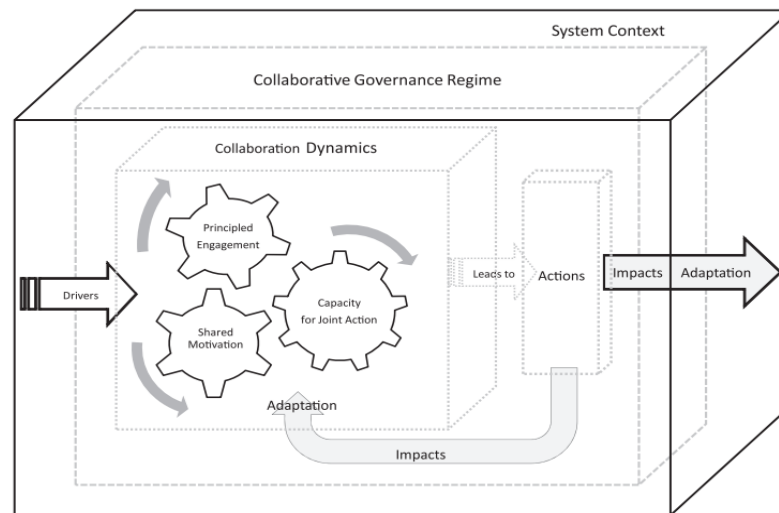 System Context
Collaborative Governance Regime
Collaboration Dynamics
Principled
Engagement
Drivers
Capacity
for Joint Action
Shared
Motivation
Leads to
Actions
Impacts
Adaptation
Adaptation
Impacts